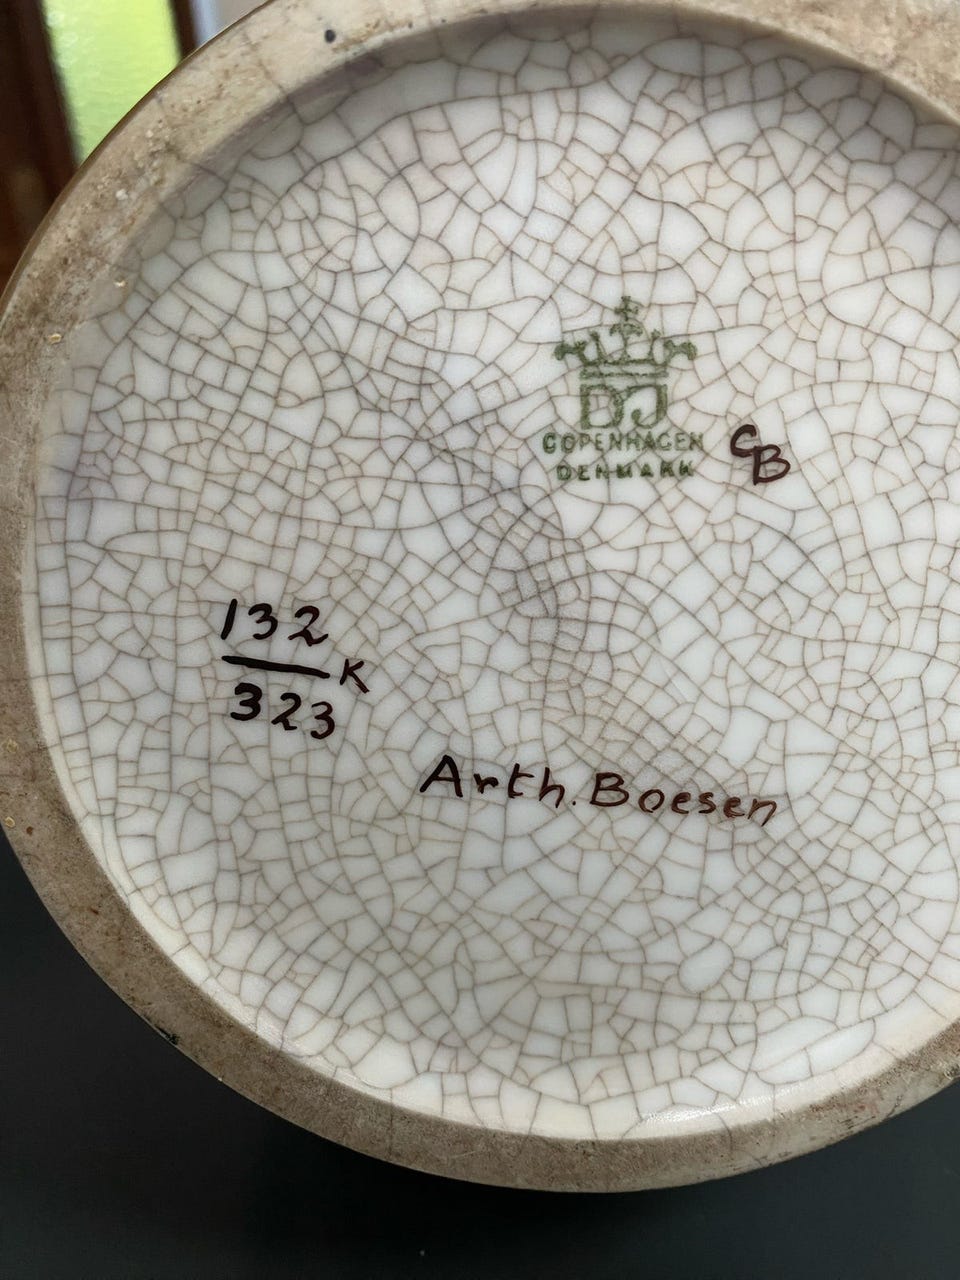 DJ
COPENHAGEN
DENMARK
CB
132
K
323
Arth. Boesen